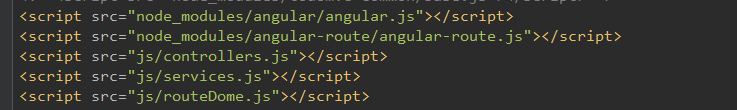 <script src="node_modules/angular/angular.js"></script>
<script src="node_modules/angular-route/angular-route.js"></script>
<script src="js/controllers.js"></script>
<script src="js/services.js"></script>
<script src="js/routeDome.js"></script>